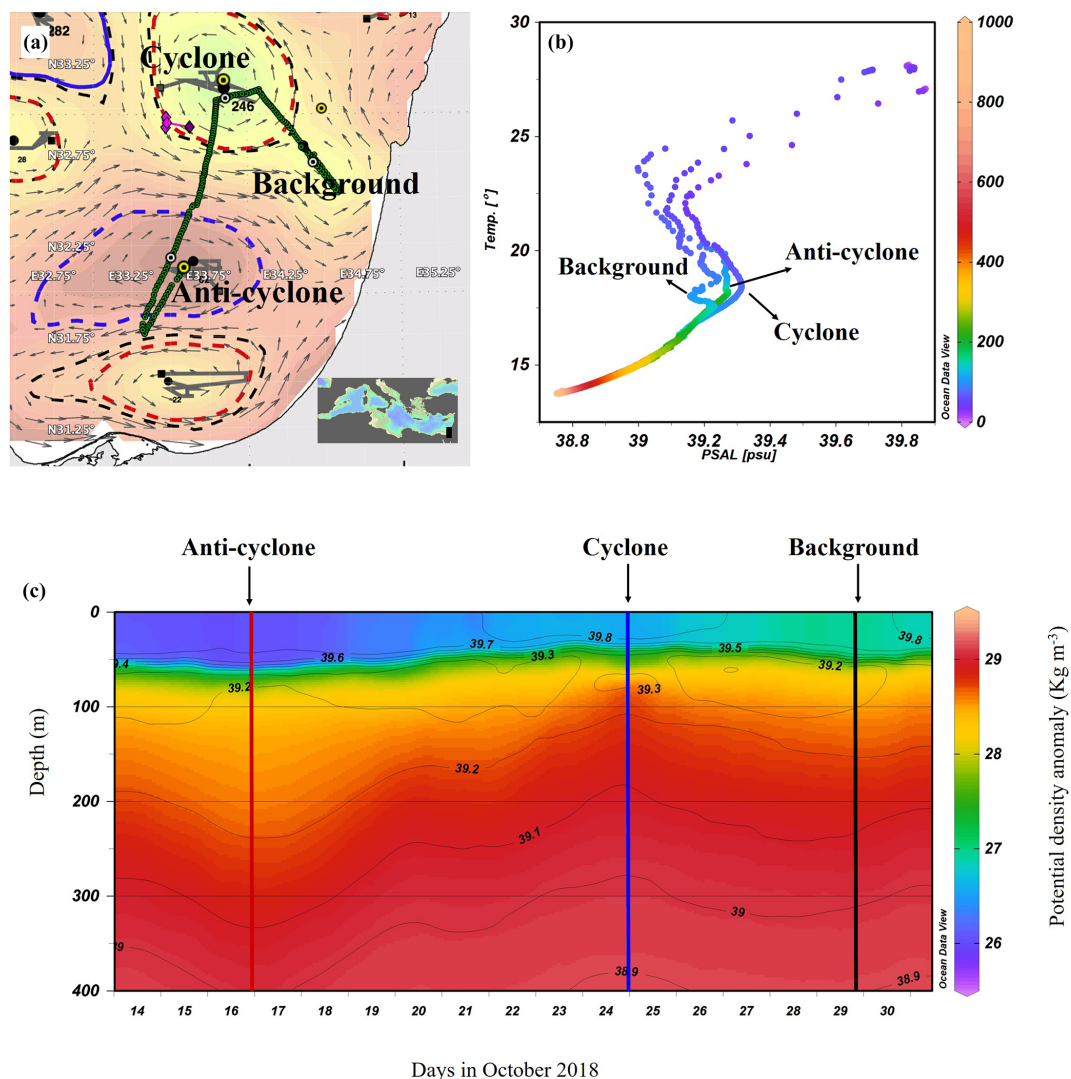 (a)
282
13
N33.25°
Cyclone
246
28
N32.75°
Background
N32.25°
E32.75° E33.25° E33.75° E34.25° E34.75° E35.25°
Anti-cyclone
N31.75°
22
N31.25°
(b)
30
25
20
15
Temp. [°]
38.8 39 39.2 39.4 39.6 39.8
PSAL [psu]
Background
Anti-cyclone
Cyclone
Ocean Data View
1000
800
600
400
200
0
Anti-cyclone Cyclone Background
(c)
0
100
200
300
400
Depth (m)
39.8 39.8
39.7
39.6 39.5
9.4 39.3 39.2
39.2 39.3
39.2
39.1
39 39
38.9 38.9
14 15 16 17 18 19 20 21 22 23 24 25 26 27 28 29 30
Days in October 2018
Ocean Data View
29
28
27
26
Potential density anomaly (Kg m⁻³)